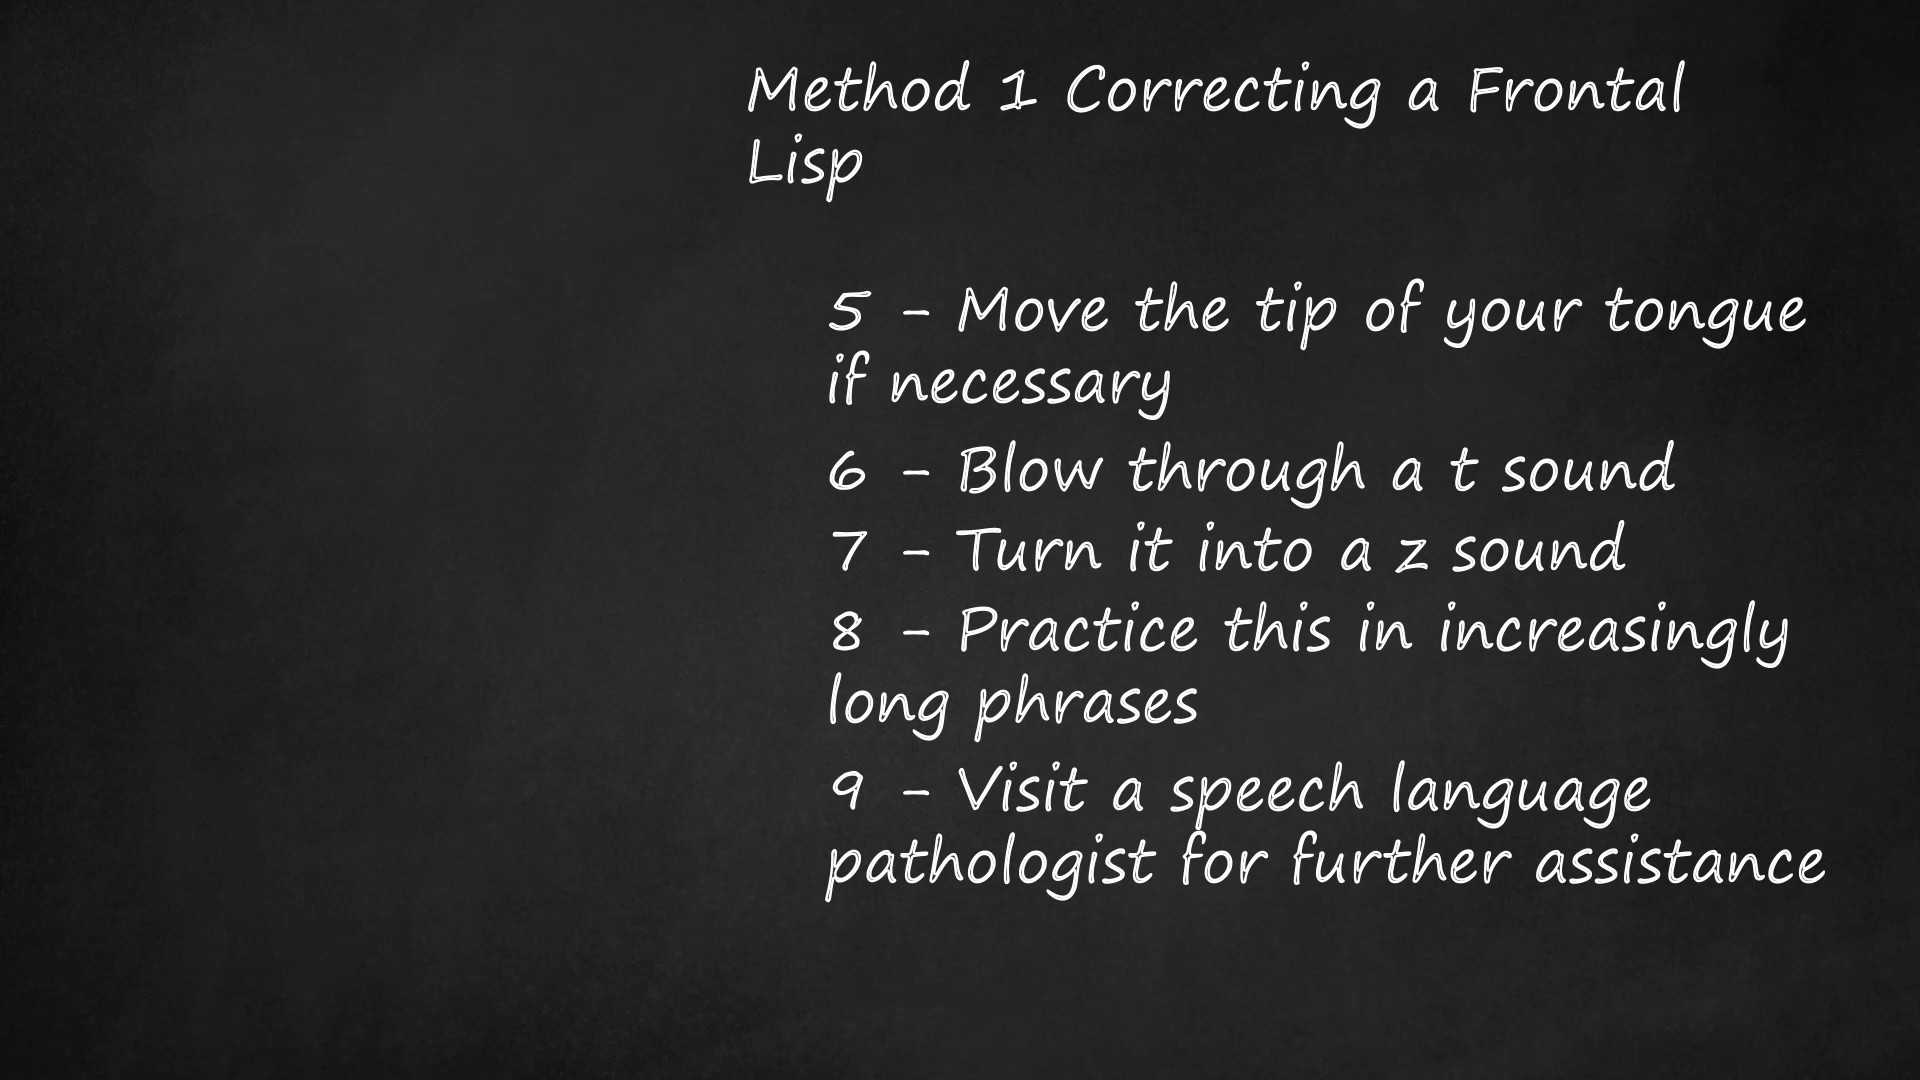 Method 1 Correcting a Frontal
Lisp
5 - Move the tip of your tongue
if necessary
6 - Blow through a t sound
7 - Turn it into a z sound
8 - Practice this in increasingly
long phrases
9 - Visit a speech language
pathologist for further assistance